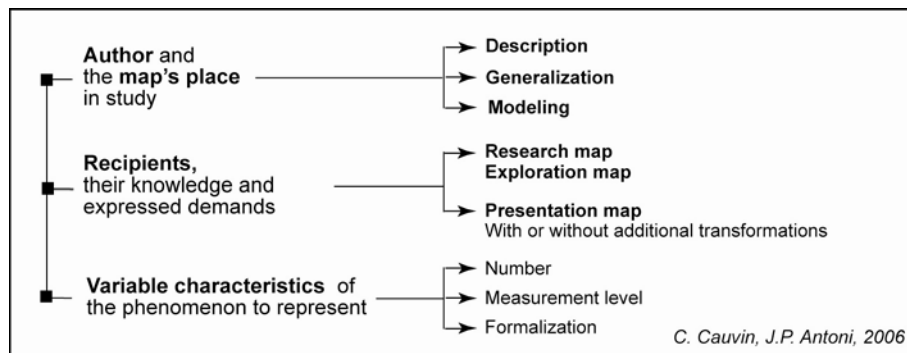 Author and
the map's place
in study
Description
Generalization
Modeling
Recipients,
their knowledge and
expressed demands
Research map
Exploration map
Presentation map
With or without additional transformations
Variable characteristics of
the phenomenon to represent
Number
Measurement level
Formalization
C. Cauvin, J.P. Antoni, 2006